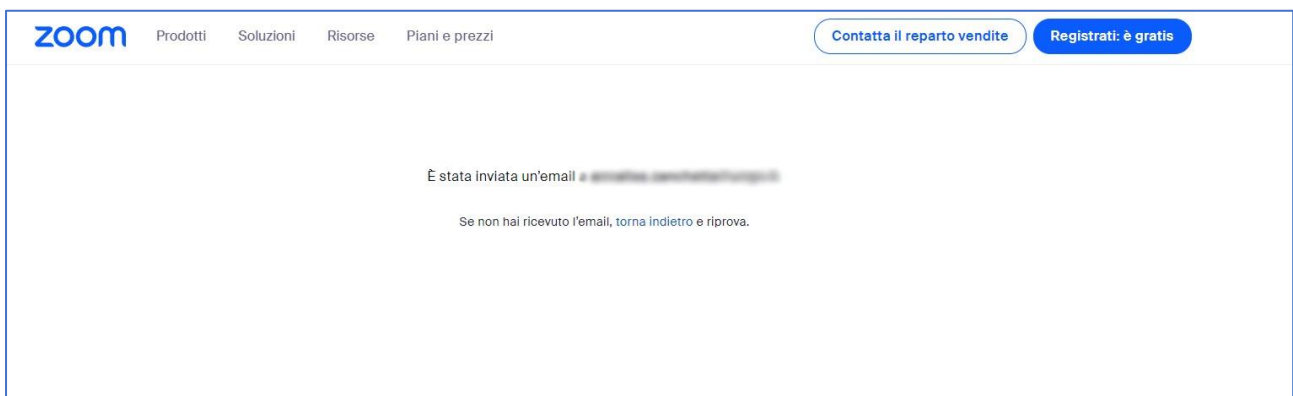 zoom Prodotti Soluzioni Risorse Piani e prezzi Contatta il reparto vendite Registrati: è gratis
È stata inviata un'email a
Se non hai ricevuto l'email, torna indietro e riprova.